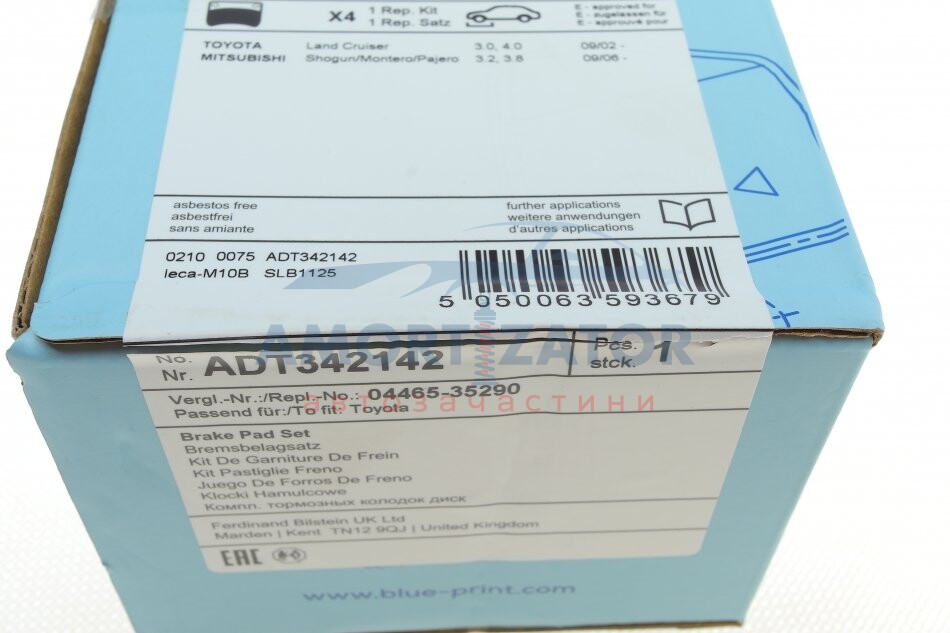 X4 1 Rep. Kit
1 Rep. Satz
E - approved for
E - zugelassen für
E - approuvé pour
TOYOTA Land Cruiser 3.0, 4.0 09/02 -
MITSUBISHI Shogun/Montero/Pajero 3.2, 3.8 09/06 -
asbestos free
asbestfrei
sans amiante
further applications
weitere anwendungen
d'autres applications
0210 0075 ADT342142
leca-M10B SLB1125
5 050063 593679
AMORTIZATOR
автозачастини
No.
Nr. ADT342142
Pcs.
stck. 1
Vergl.-Nr.:/Repl.-No.: 04465-35290
Passend für:/To fit: Toyota
Brake Pad Set
Bremsbelagsatz
Kit De Garniture De Frein
Kit Pastiglie Freno
Juego De Forros De Freno
Klocki Hamulcowe
Компл. тормозных колодок диск
Ferdinand Bilstein UK Ltd
Marden | Kent TN12 9QJ | United Kingdom
EAC
www.blue-print.com